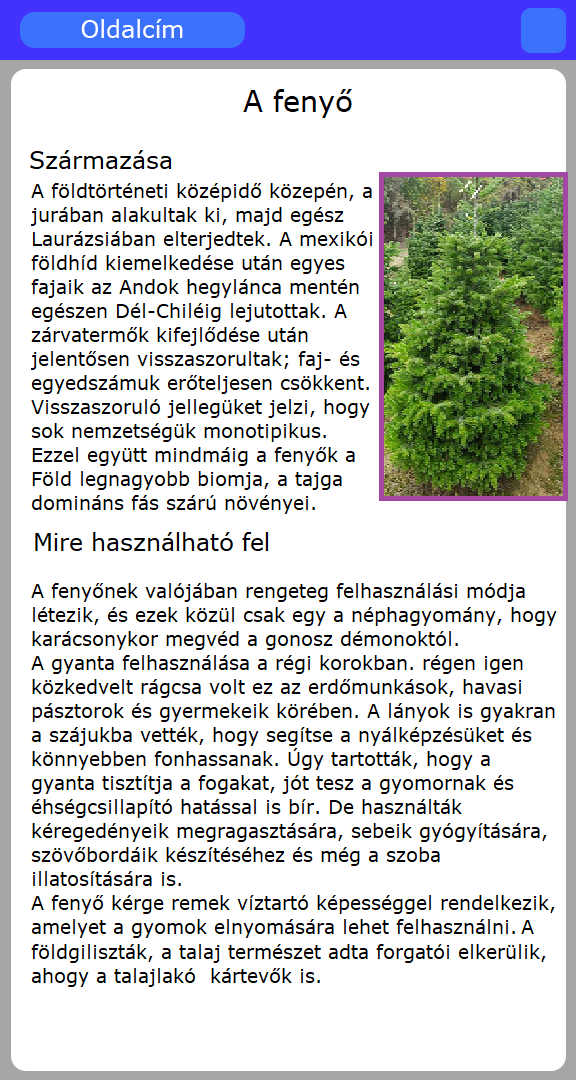 Oldalcím
A fenyő
Származása
A földtörténeti középidő közepén, a
jurában alakultak ki, majd egész
Laurázsiában elterjedtek. A mexikói
földhíd kiemelkedése után egyes
fajaik az Andok hegylánca mentén
egészen Dél-Chiléig lejutottak. A
zárvatermők kifejlődése után
jelentősen visszaszorultak; faj- és
egyedszámuk erőteljesen csökkent.
Visszaszoruló jellegüket jelzi, hogy
sok nemzetségük monotipikus.
Ezzel együtt mindmáig a fenyők a
Föld legnagyobb biomja, a tajga
domináns fás szárú növényei.
Mire használható fel
A fenyőnek valójában rengeteg felhasználási módja
létezik, és ezek közül csak egy a néphagyomány, hogy
karácsonykor megvéd a gonosz démonoktól.
A gyanta felhasználása a régi korokban. régen igen
közkedvelt rágcsa volt ez az erdőmunkások, havasi
pásztorok és gyermekeik körében. A lányok is gyakran
a szájukba vették, hogy segítse a nyálképzésüket és
könnyebben fonhassanak. Úgy tartották, hogy a
gyanta tisztítja a fogakat, jót tesz a gyomornak és
éhségcsillapító hatással is bír. De használták
kéregedényeik megragasztására, sebeik gyógyítására,
szövőbordáik készítéséhez és még a szoba
illatosítására is.
A fenyő kérge remek víztartó képességgel rendelkezik,
amelyet a gyomok elnyomására lehet felhasználni. A
földgiliszták, a talaj természet adta forgatói elkerülik,
ahogy a talajlakó  kártevők is.